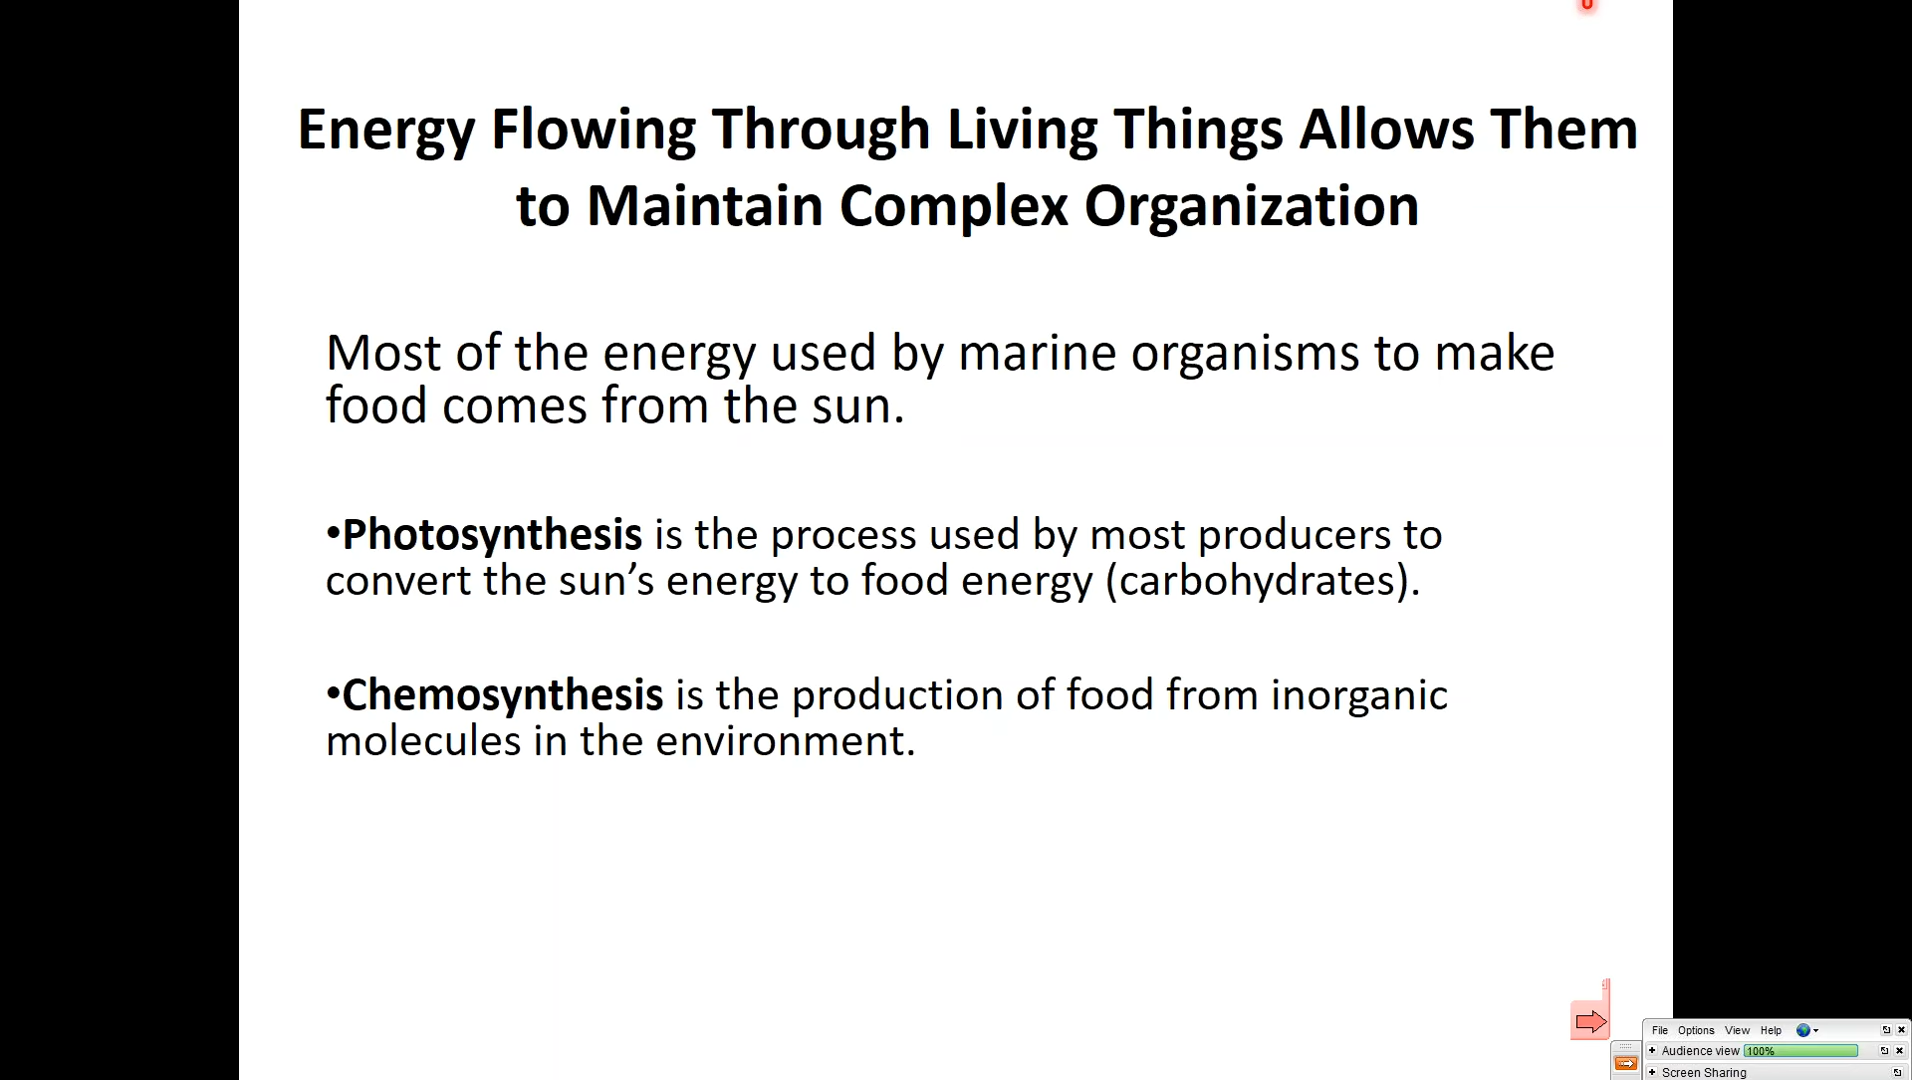 Energy Flowing Through Living Things Allows Them
to Maintain Complex Organization
Most of the energy used by marine organisms to make
food comes from the sun.
•Photosynthesis is the process used by most producers to
convert the sun’s energy to food energy (carbohydrates).
•Chemosynthesis is the production of food from inorganic
molecules in the environment.
File Options View Help
Audience view 100%
Screen Sharing